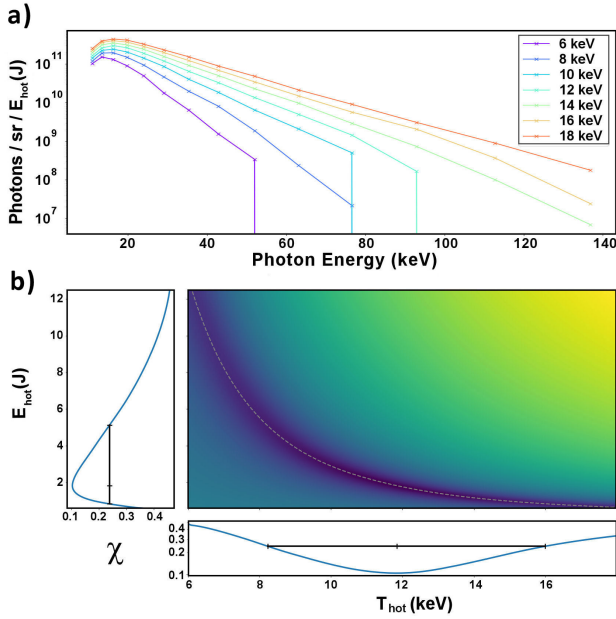 a)
Photons / sr / E_hot(J)
10^11
10^10
10^9
10^8
10^7
6 keV
8 keV
10 keV
12 keV
14 keV
16 keV
18 keV
20 40 60 80 100 120 140
Photon Energy (keV)
b)
E_hot(J)
12
10
8
6
4
2
0.1 0.2 0.3 0.4
χ
0.4
0.3
0.2
0.1
6 8 10 12 14 16
T_hot (keV)